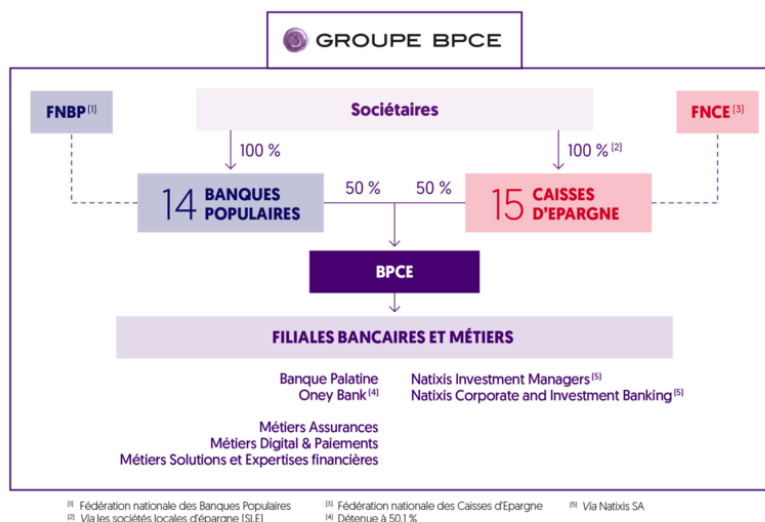 GROUPE BPCE
FNBP [1]
Sociétaires
FNCE [3]
100 %
100 % [2]
14 BANQUES
POPULAIRES
50 %
50 %
15 CAISSES
D'EPARGNE
BPCE
FILIALES BANCAIRES ET MÉTIERS
Banque Palatine
Oney Bank [4]
Natixis Investment Managers [5]
Natixis Corporate and Investment Banking [5]
Métiers Assurances
Métiers Digital & Paiements
Métiers Solutions et Expertises financières
[1] Fédération nationale des Banques Populaires
[2] Via les sociétés locales d'épargne (SLE)
[3] Fédération nationale des Caisses d'Epargne
[4] Détenue à 50,1 %
[5] Via Natixis SA